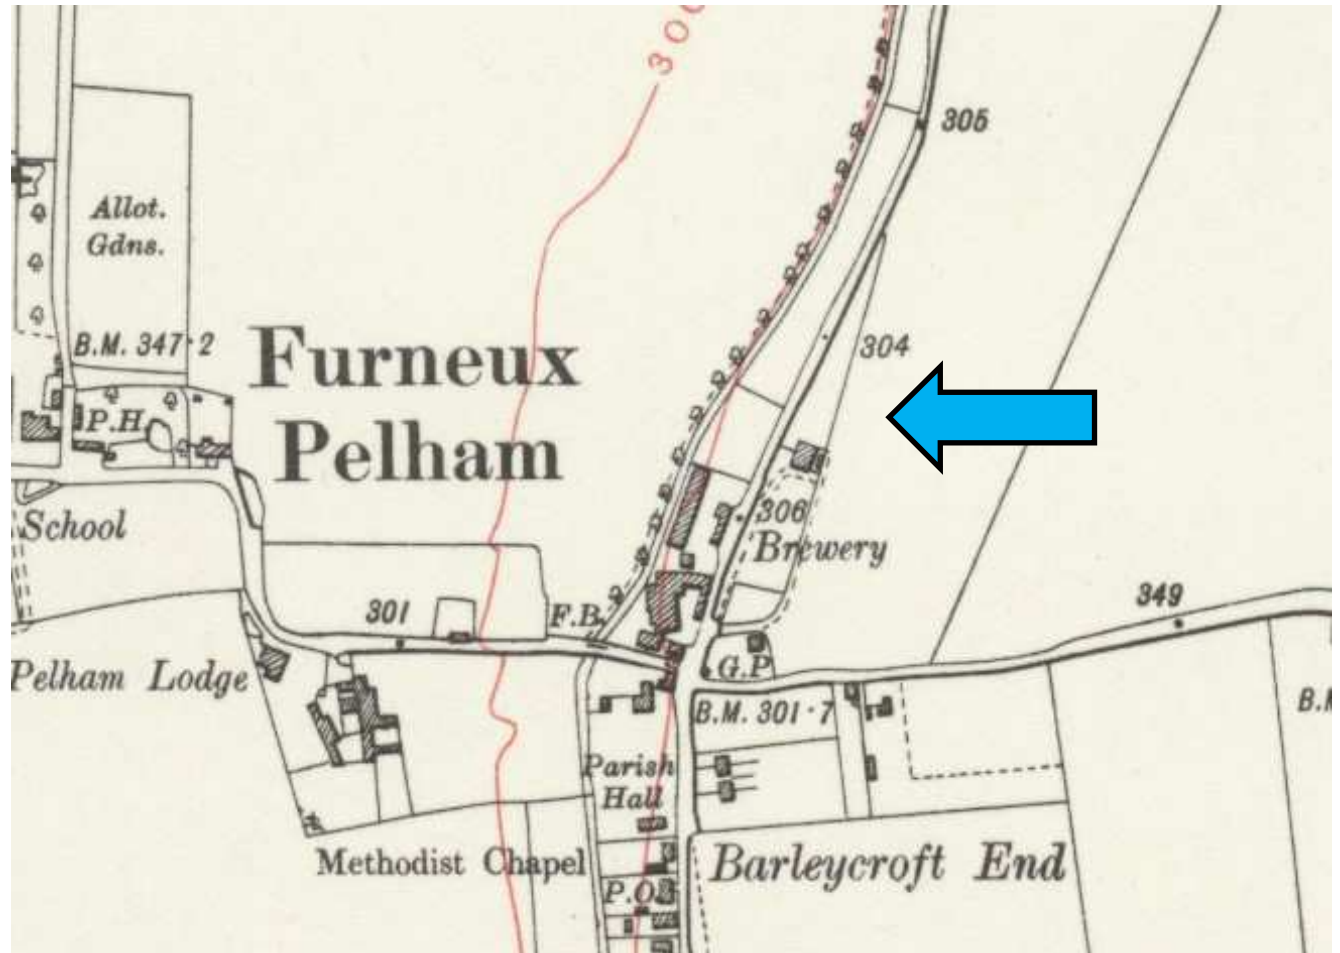 300
305
Allot.
Gdns.
B.M. 347·2
Furneux
Pelham
304
P.H.
School
306
Brewery
301
F.B.
349
Pelham Lodge
G.P
B.M. 301·7
Parish
Hall
Methodist Chapel
Barleycroft End
P.O.